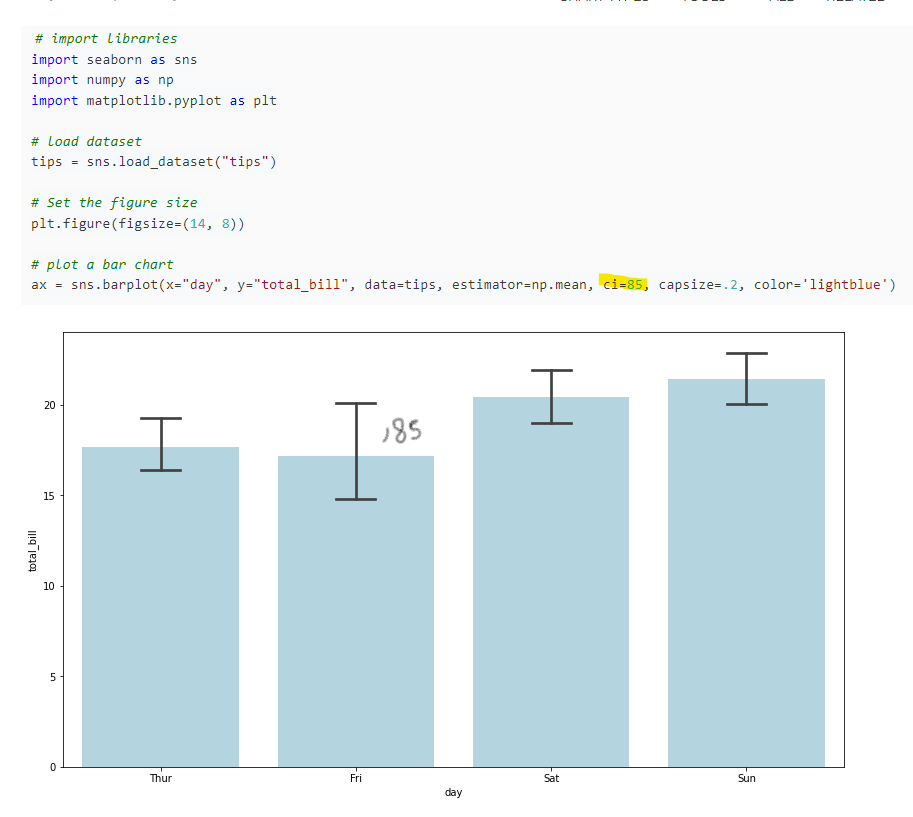 # import libraries
import seaborn as sns
import numpy as np
import matplotlib.pyplot as plt
# load dataset
tips = sns.load_dataset("tips")
# Set the figure size
plt.figure(figsize=(14, 8))
# plot a bar chart
ax = sns.barplot(x="day", y="total_bill", data=tips, estimator=np.mean, ci=85, capsize=.2, color='lightblue')
,85
20
15
10
5
0
total_bill
Thur Fri Sat Sun
day